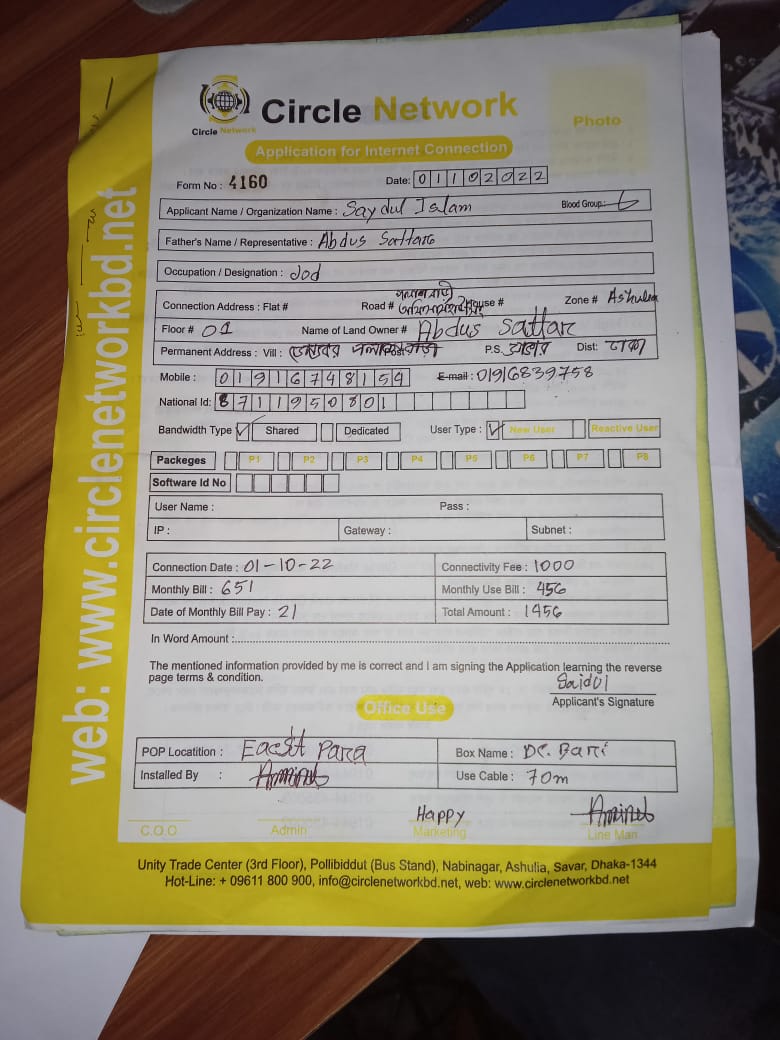 Circle Network
Circle Network
Photo
Application for Internet Connection
Form No : 4160 Date: 01102022
Applicant Name / Organization Name : Saydul Islam Blood Group:
Father's Name / Representative : Abdus Sattar
Occupation / Designation : Job
Connection Address : Flat # Road # House # Zone # Ashulia
Floor # 01 Name of Land Owner # Abdus Sattar
Permanent Address : Vill : P.S. Dist: ঢাকা
Mobile : 01916748154 E-mail : 01916839758
National Id: 8711950801
Bandwidth Type Shared Dedicated User Type : New User Reactive User
Packeges P1 P2 P3 P4 P5 P6 P7 P8
Software Id No
User Name : Pass :
IP : Gateway : Subnet :
Connection Date : 01-10-22 Connectivity Fee : 1000
Monthly Bill : 651 Monthly Use Bill : 456
Date of Monthly Bill Pay : 21 Total Amount : 1456
In Word Amount :
The mentioned information provided by me is correct and I am signing the Application learning the reverse
page terms & condition.
Saidul
Applicant's Signature
Office Use
POP Locatition : Eacst Para Box Name : Dc. Bari
Installed By : Use Cable : 70m
Happy
C.O.O Admin Marketing Line Man
Unity Trade Center (3rd Floor), Pollibiddut (Bus Stand), Nabinagar, Ashulia, Savar, Dhaka-1344
Hot-Line: + 09611 800 900, info@circlenetworkbd.net, web: www.circlenetworkbd.net
web: www.circlenetworkbd.net